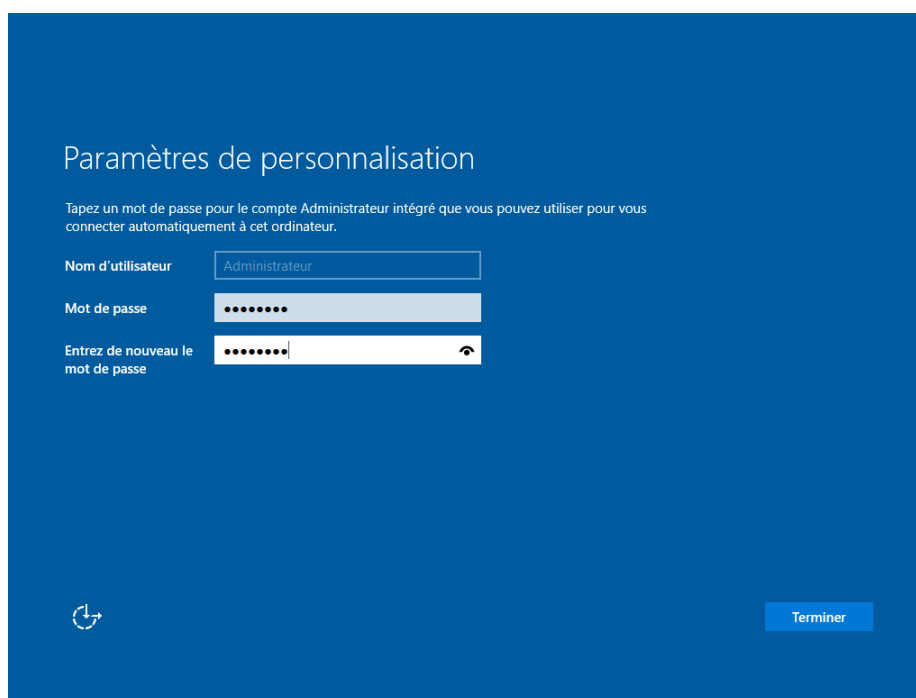 Paramètres de personnalisation
Tapez un mot de passe pour le compte Administrateur intégré que vous pouvez utiliser pour vous
connecter automatiquement à cet ordinateur.
Nom d'utilisateur
Administrateur
Mot de passe
••••••••
Entrez de nouveau le
mot de passe
••••••••
Terminer